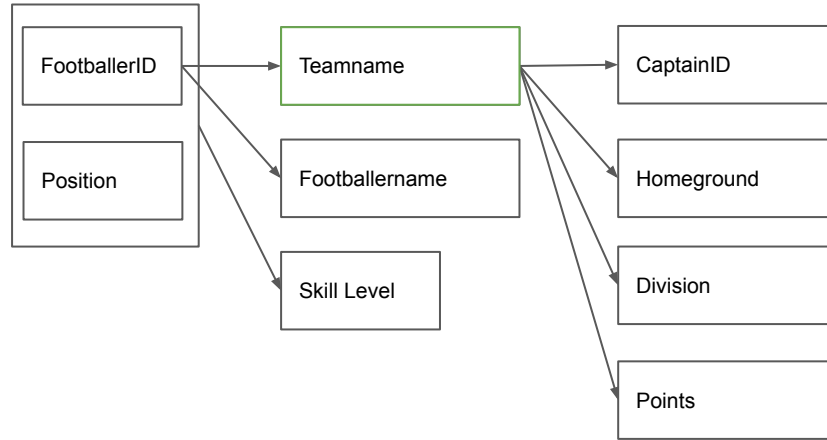 FootballerID
Teamname
CaptainID
Position
Footballername
Homeground
Skill Level
Division
Points